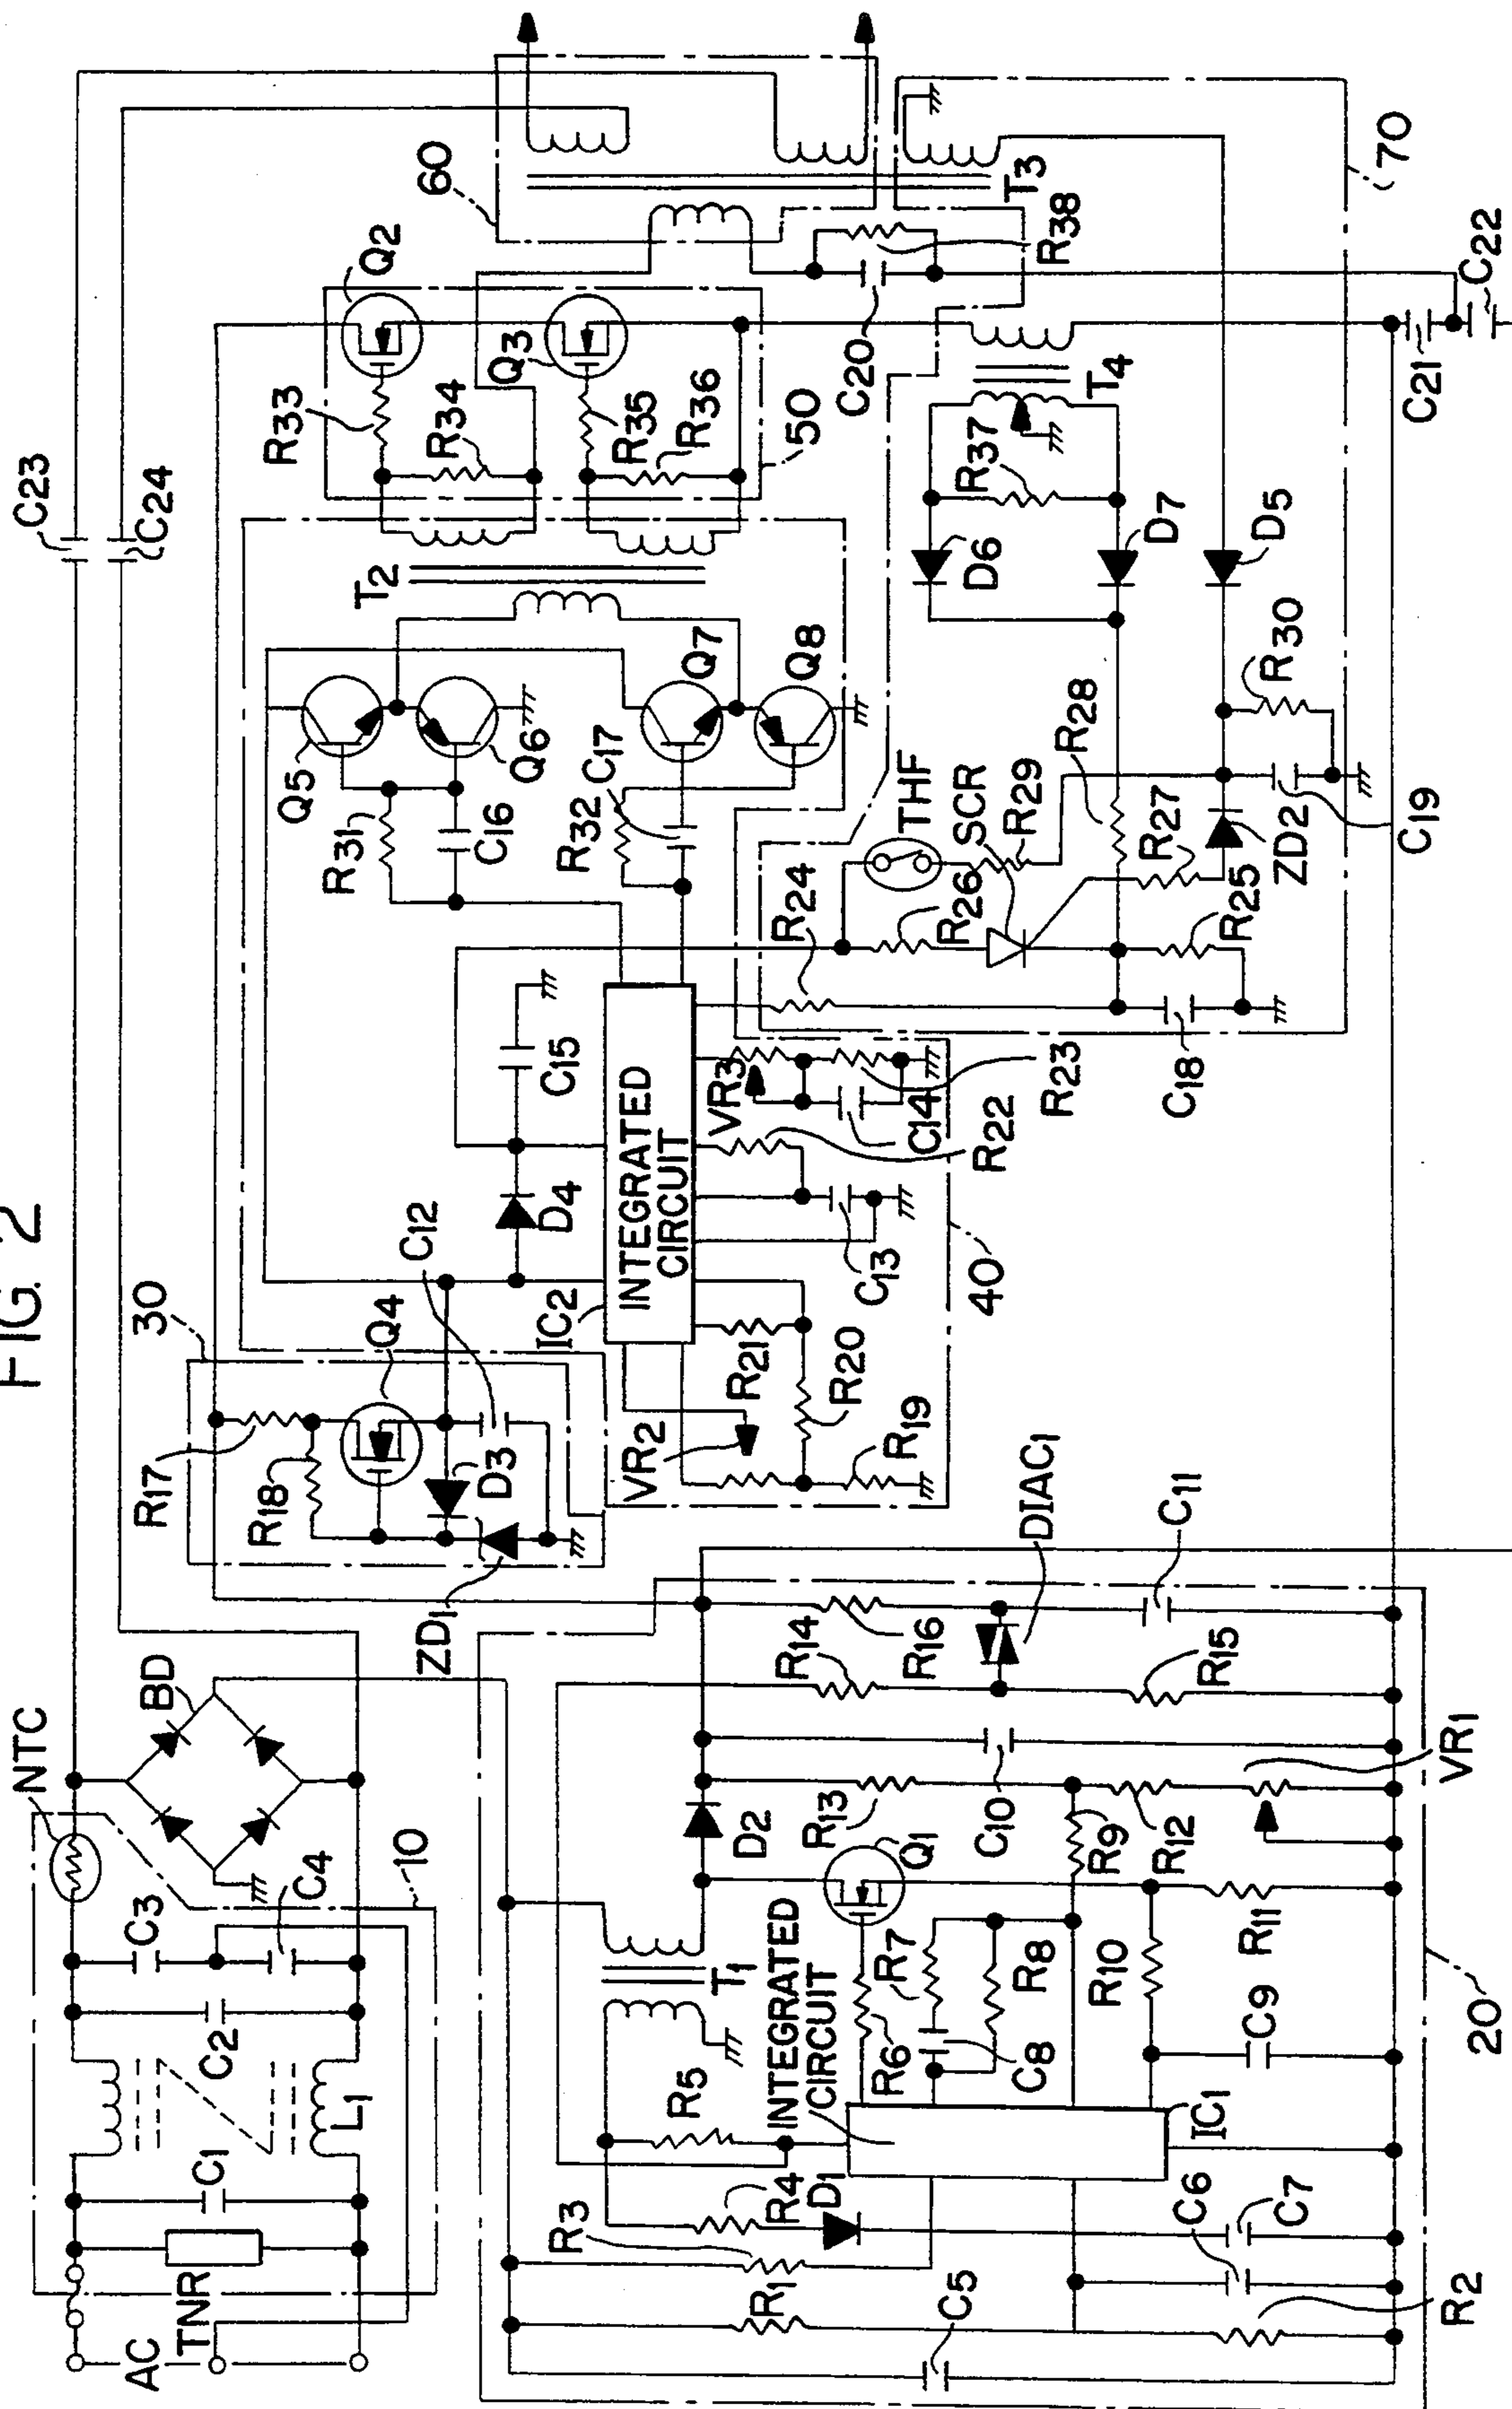 FIG. 2
C23
C24
NTC
BD
C3
C4
10
C2
L1
C1
TNR
AC
30
R17
R18
Q4
D3
C12
ZD1
T2
Q5
Q6
R31
C16
C17
R32
Q7
Q8
R33
R34
Q2
Q3
R35
R36
50
60
T3
R38
C20
T4
R37
D6
D7
D5
70
C15
D4
IC2
INTEGRATED
CIRCUIT
VR2
R21
R20
R19
40
C13
VR3
C14
R22
R23
R24
THF
SCR
R29
R26
R28
R27
ZD2
R25
R30
C18
C19
C21
C22
R14
R16
DIAC1
C11
R15
VR1
C10
R13
D2
Q1
R9
R12
R11
R10
R8
R7
R6
C8
C9
T1
INTEGRATED
CIRCUIT
IC1
R5
R4
D1
R3
R1
C5
C6
C7
R2
20